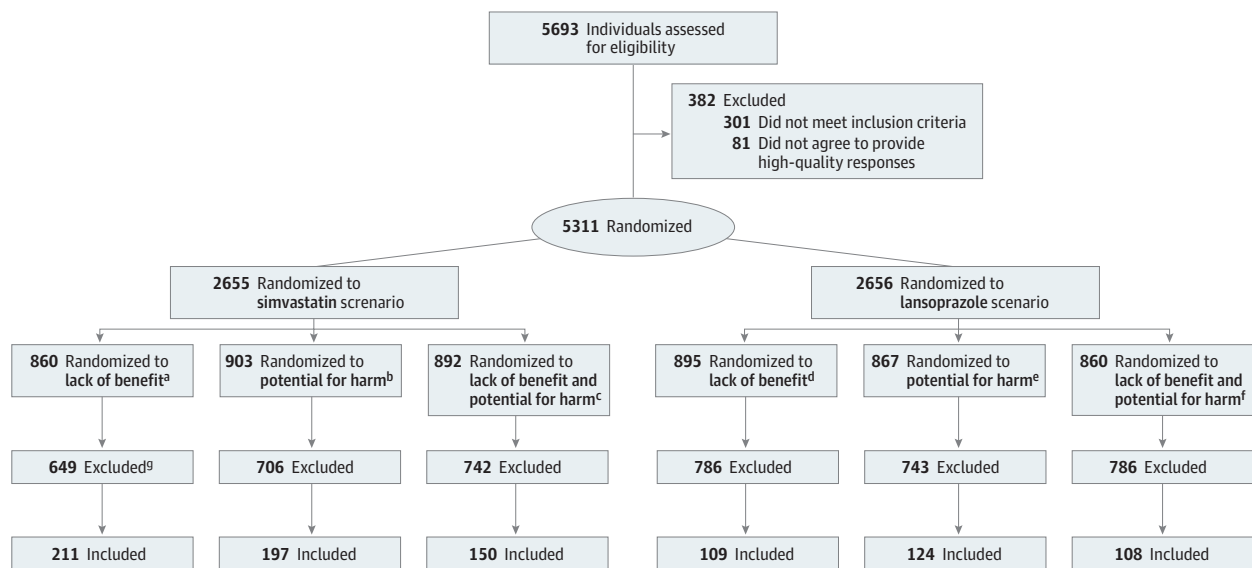 5693 Individuals assessed
for eligibility
382 Excluded
301 Did not meet inclusion criteria
81 Did not agree to provide
high-quality responses
5311 Randomized
2655 Randomized to
simvastatin screnario
2656 Randomized to
lansoprazole scenario
860 Randomized to
lack of benefitᵃ
903 Randomized to
potential for harmᵇ
892 Randomized to
lack of benefit and
potential for harmᶜ
895 Randomized to
lack of benefitᵈ
867 Randomized to
potential for harmᵉ
860 Randomized to
lack of benefit and
potential for harmᶠ
649 Excludedᵍ
706 Excluded
742 Excluded
786 Excluded
743 Excluded
786 Excluded
211 Included
197 Included
150 Included
109 Included
124 Included
108 Included